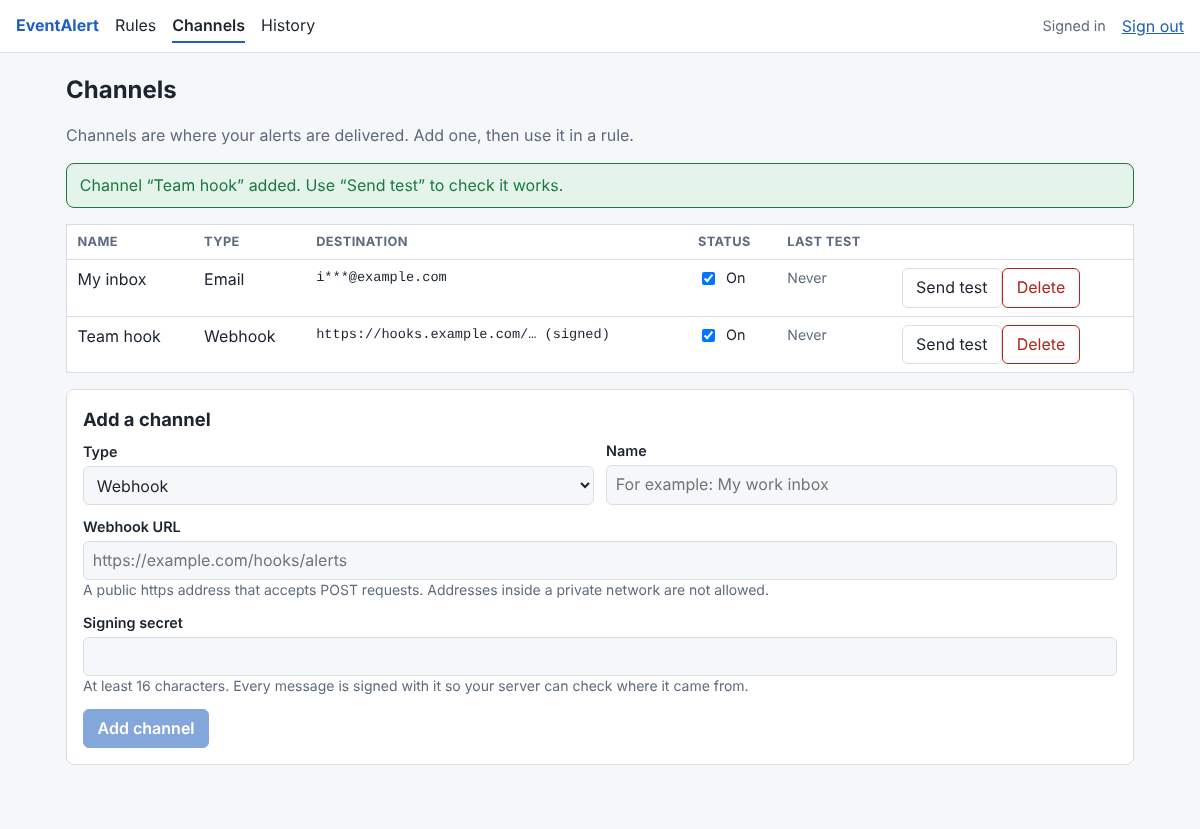 EventAlert Rules Channels History Signed in Sign out
Channels
Channels are where your alerts are delivered. Add one, then use it in a rule.
Channel “Team hook” added. Use “Send test” to check it works.
NAME TYPE DESTINATION STATUS LAST TEST
My inbox Email i***@example.com On Never Send test Delete
Team hook Webhook https://hooks.example.com/… (signed) On Never Send test Delete
Add a channel
Type Name
Webhook For example: My work inbox
Webhook URL
https://example.com/hooks/alerts
A public https address that accepts POST requests. Addresses inside a private network are not allowed.
Signing secret
At least 16 characters. Every message is signed with it so your server can check where it came from.
Add channel